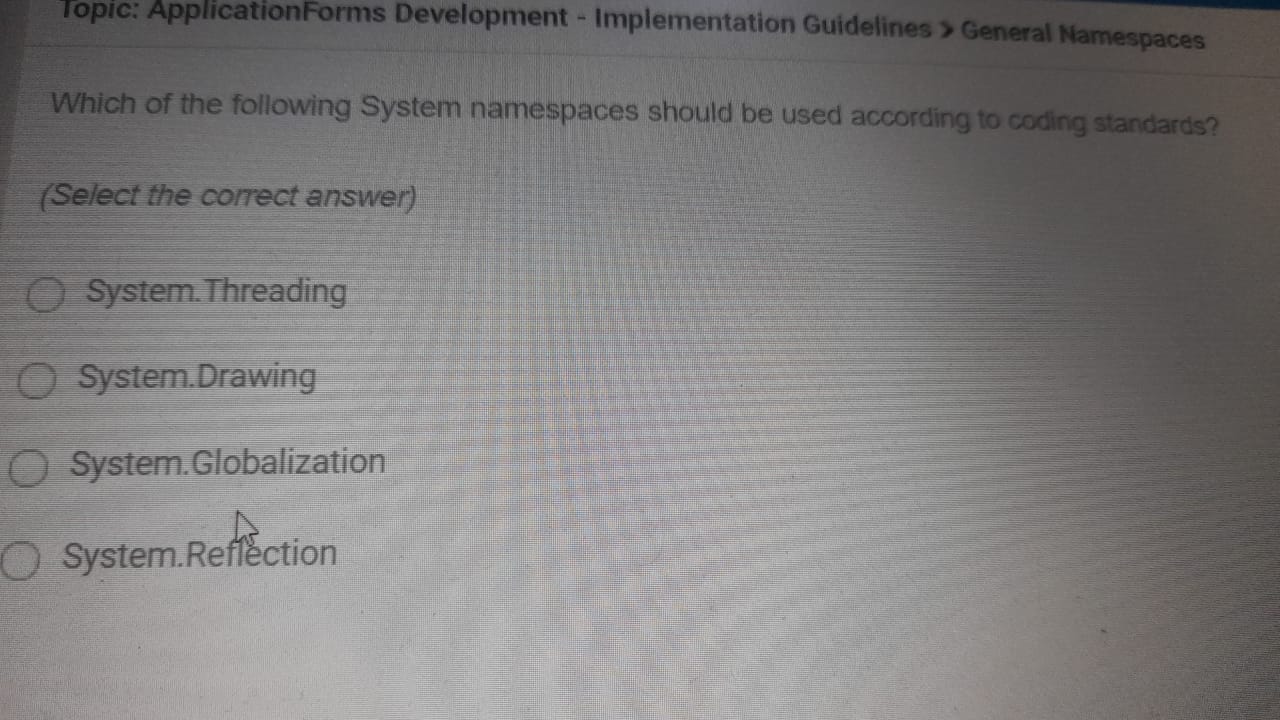 Topic: ApplicationForms Development - Implementation Guidelines > General Namespaces
Which of the following System namespaces should be used according to coding standards?
(Select the correct answer)
System.Threading
System.Drawing
System.Globalization
System.Reflection